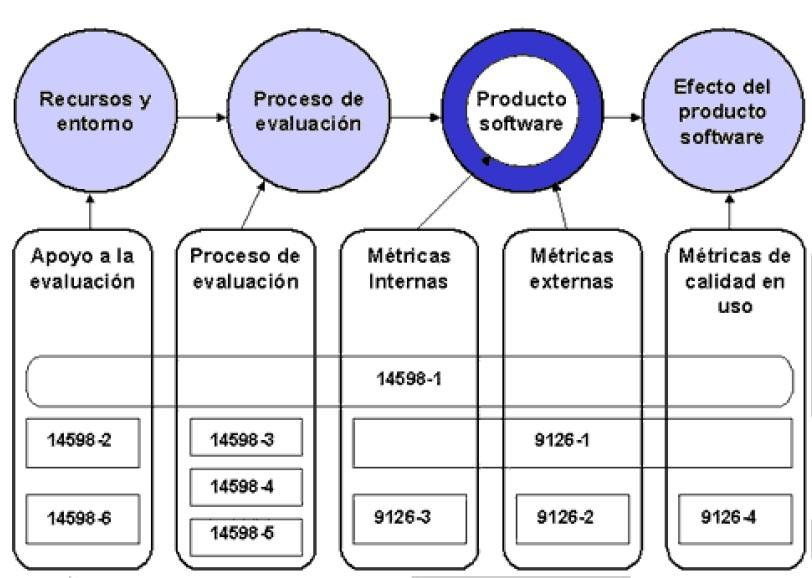 Recursos y
entorno
Proceso de
evaluación
Producto
software
Efecto del
producto
software
Apoyo a la
evaluación
Proceso de
evaluación
Métricas
Internas
Métricas
externas
Métricas de
calidad en
uso
14598-1
14598-2
14598-3
9126-1
14598-4
14598-6
9126-3
9126-2
9126-4
14598-5